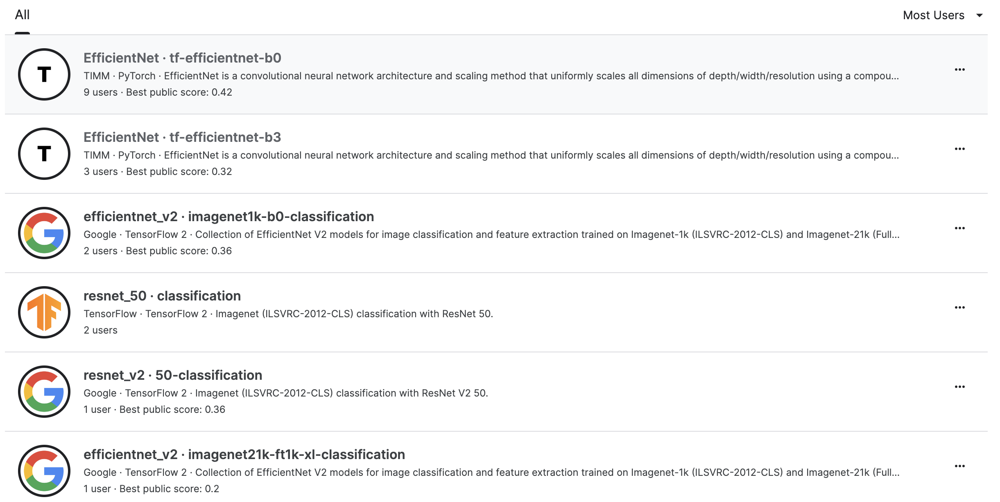 All
Most Users
T
EfficientNet · tf-efficientnet-b0
TIMM · PyTorch · EfficientNet is a convolutional neural network architecture and scaling method that uniformly scales all dimensions of depth/width/resolution using a compou...
9 users · Best public score: 0.42
T
EfficientNet · tf-efficientnet-b3
TIMM · PyTorch · EfficientNet is a convolutional neural network architecture and scaling method that uniformly scales all dimensions of depth/width/resolution using a compou...
3 users · Best public score: 0.32
efficientnet_v2 · imagenet1k-b0-classification
Google · TensorFlow 2 · Collection of EfficientNet V2 models for image classification and feature extraction trained on Imagenet-1k (ILSVRC-2012-CLS) and Imagenet-21k (Full...
2 users · Best public score: 0.36
resnet_50 · classification
TensorFlow · TensorFlow 2 · Imagenet (ILSVRC-2012-CLS) classification with ResNet 50.
2 users
resnet_v2 · 50-classification
Google · TensorFlow 2 · Imagenet (ILSVRC-2012-CLS) classification with ResNet V2 50.
1 user · Best public score: 0.36
efficientnet_v2 · imagenet21k-ft1k-xl-classification
Google · TensorFlow 2 · Collection of EfficientNet V2 models for image classification and feature extraction trained on Imagenet-1k (ILSVRC-2012-CLS) and Imagenet-21k (Full...
1 user · Best public score: 0.2